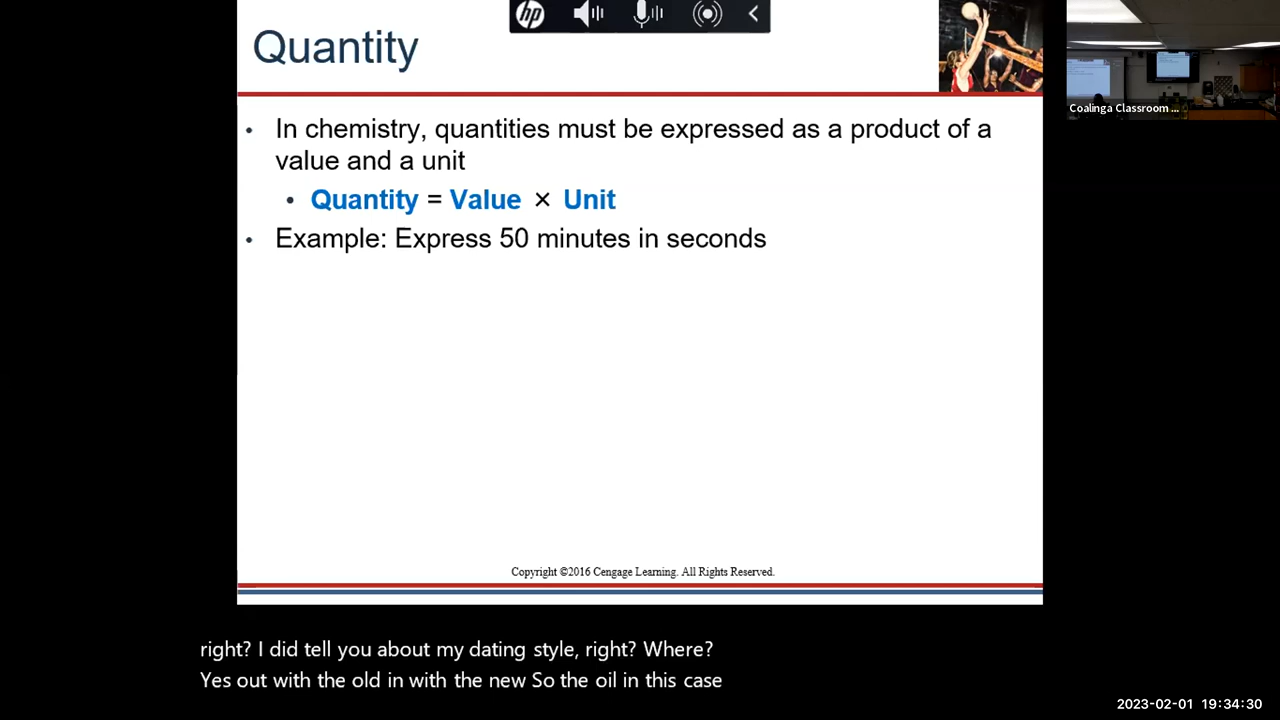 hp
Quantity
Coalinga Classroom ...
• In chemistry, quantities must be expressed as a product of a
value and a unit
• Quantity = Value × Unit
• Example: Express 50 minutes in seconds
Copyright ©2016 Cengage Learning. All Rights Reserved.
right? I did tell you about my dating style, right? Where?
Yes out with the old in with the new So the oil in this case
2023-02-01 19:34:30